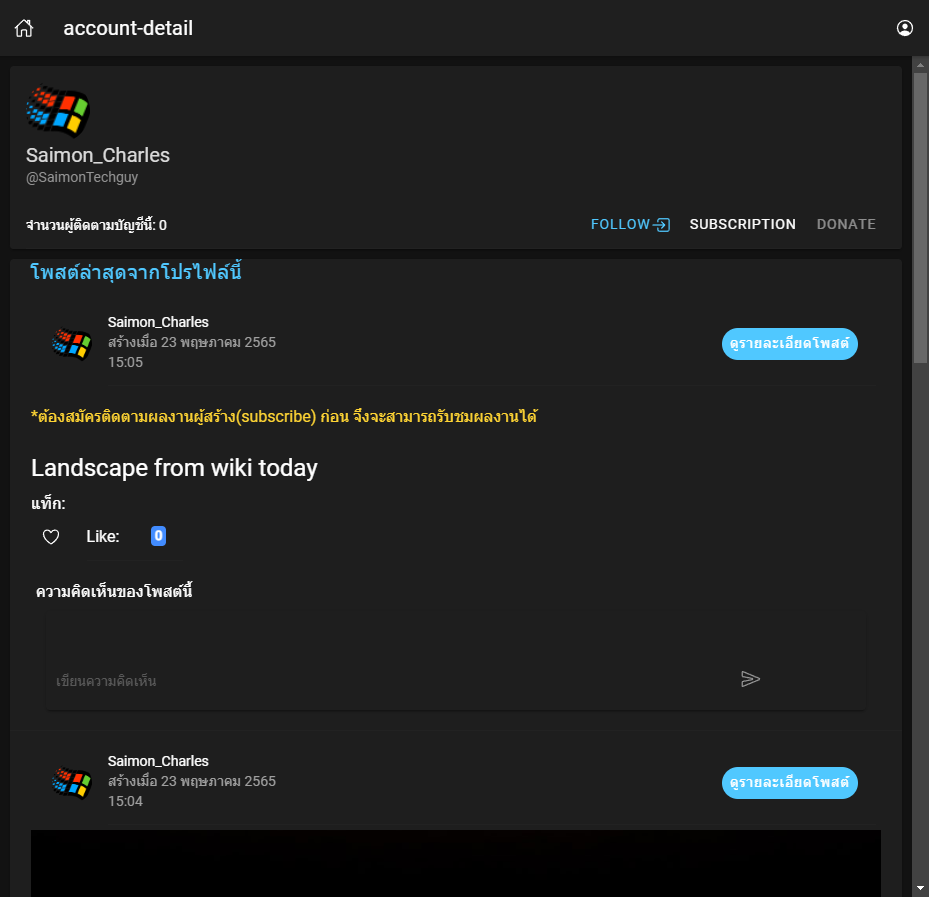 account-detail
Saimon_Charles
@SaimonTechguy
จำนวนผู้ติดตามบัญชีนี้: 0
FOLLOW SUBSCRIPTION DONATE
โพสต์ล่าสุดจากโปรไฟล์นี้
Saimon_Charles
สร้างเมื่อ 23 พฤษภาคม 2565
15:05
ดูรายละเอียดโพสต์
*ต้องสมัครติดตามผลงานผู้สร้าง(subscribe) ก่อน จึงจะสามารถรับชมผลงานได้
Landscape from wiki today
แท็ก:
Like: 0
ความคิดเห็นของโพสต์นี้
เขียนความคิดเห็น
Saimon_Charles
สร้างเมื่อ 23 พฤษภาคม 2565
15:04
ดูรายละเอียดโพสต์